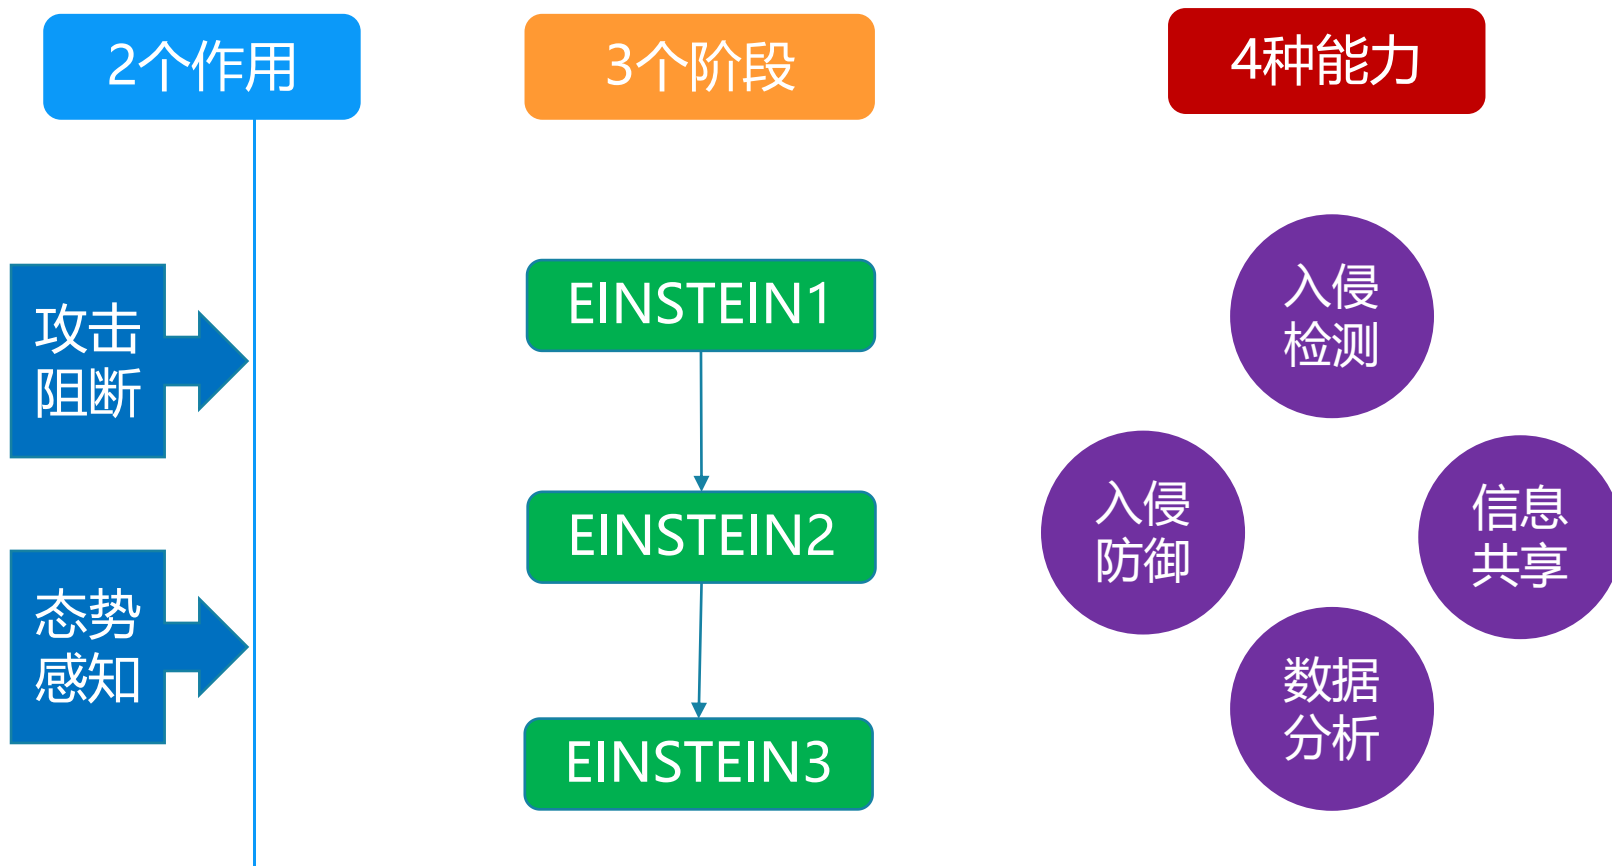 2个作用
攻击
阻断
态势
感知
3个阶段
EINSTEIN1
EINSTEIN2
EINSTEIN3
4种能力
入侵
检测
入侵
防御
信息
共享
数据
分析